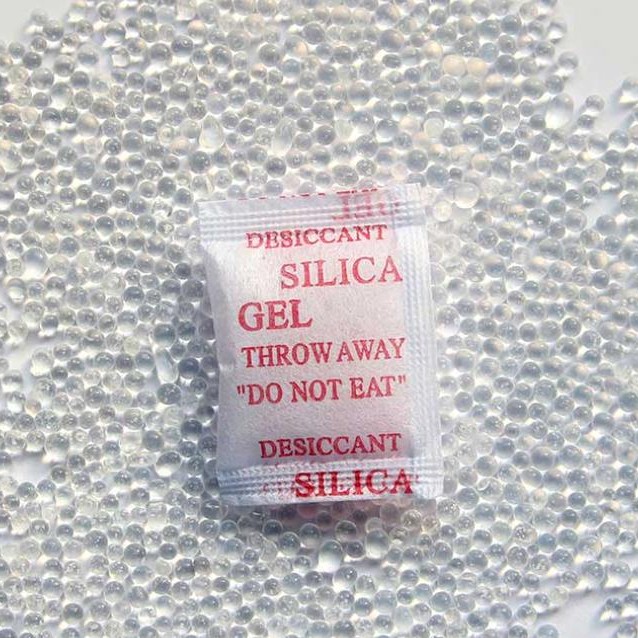 DESICCANT
SILICA
GEL
THROW AWAY
"DO NOT EAT"
DESICCANT
SILICA